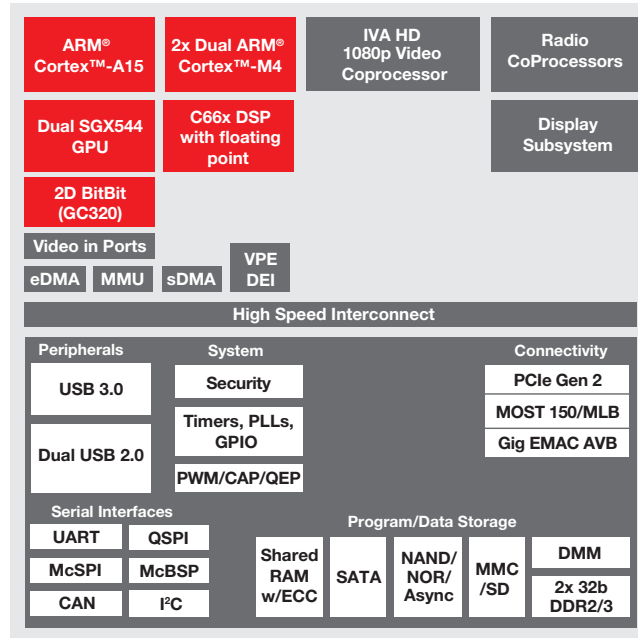 ARM®
Cortex™-A15
2x Dual ARM®
Cortex™-M4
IVA HD
1080p Video
Coprocessor
Radio
CoProcessors
Dual SGX544
GPU
C66x DSP
with floating
point
Display
Subsystem
2D BitBit
(GC320)
Video in Ports
eDMA
MMU
sDMA
VPE
DEI
High Speed Interconnect
Peripherals
USB 3.0
Dual USB 2.0
System
Security
Timers, PLLs,
GPIO
PWM/CAP/QEP
Connectivity
PCIe Gen 2
MOST 150/MLB
Gig EMAC AVB
Serial Interfaces
UART
QSPI
McSPI
McBSP
CAN
I²C
Program/Data Storage
Shared
RAM
w/ECC
SATA
NAND/
NOR/
Async
MMC
/SD
DMM
2x 32b
DDR2/3